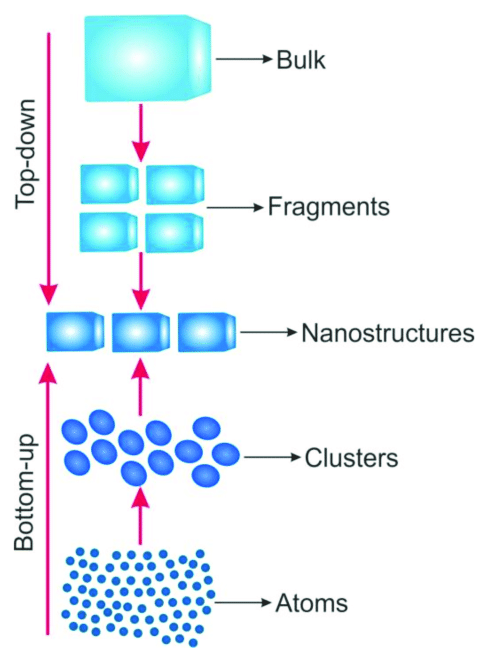 Top-down
Bulk
Fragments
Nanostructures
Bottom-up
Clusters
Atoms